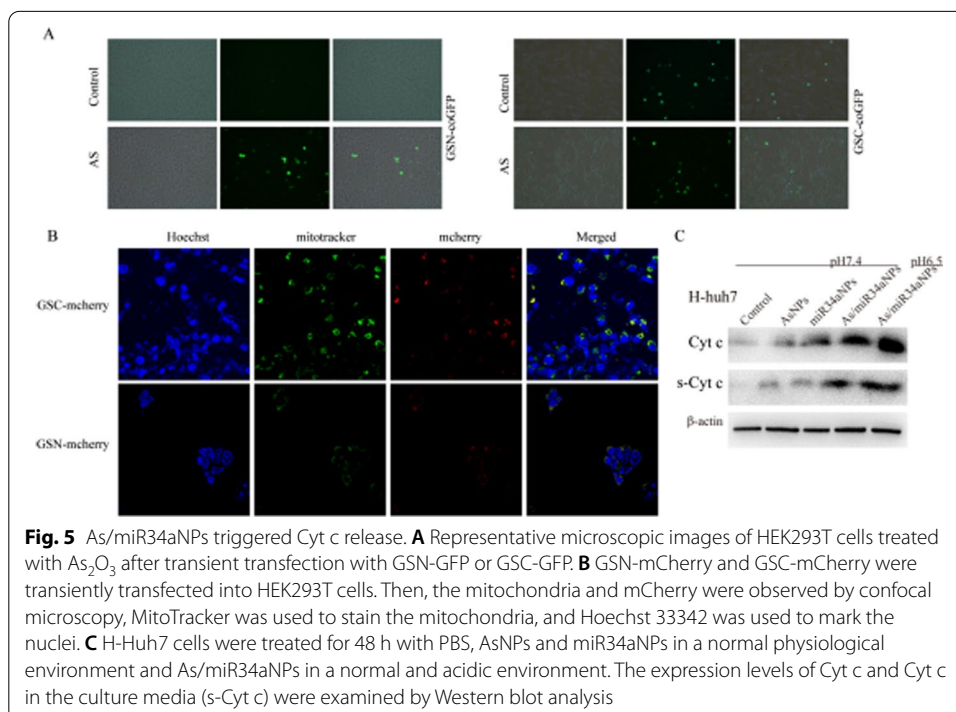 A
Control
AS
GSN-coGFP
Control
AS
GSC-coGFP
B
Hoechst
mitotracker
mcherry
Merged
GSC-mcherry
GSN-mcherry
C
pH7.4
pH6.5
H-huh7
Control
AsNPs
miR34aNPs
As/miR34aNPs
As/miR34aNPs
Cyt c
s-Cyt c
β-actin
Fig. 5 As/miR34aNPs triggered Cyt c release. A Representative microscopic images of HEK293T cells treated
with As₂O₃ after transient transfection with GSN-GFP or GSC-GFP. B GSN-mCherry and GSC-mCherry were
transiently transfected into HEK293T cells. Then, the mitochondria and mCherry were observed by confocal
microscopy, MitoTracker was used to stain the mitochondria, and Hoechst 33342 was used to mark the
nuclei. C H-Huh7 cells were treated for 48 h with PBS, AsNPs and miR34aNPs in a normal physiological
environment and As/miR34aNPs in a normal and acidic environment. The expression levels of Cyt c and Cyt c
in the culture media (s-Cyt c) were examined by Western blot analysis